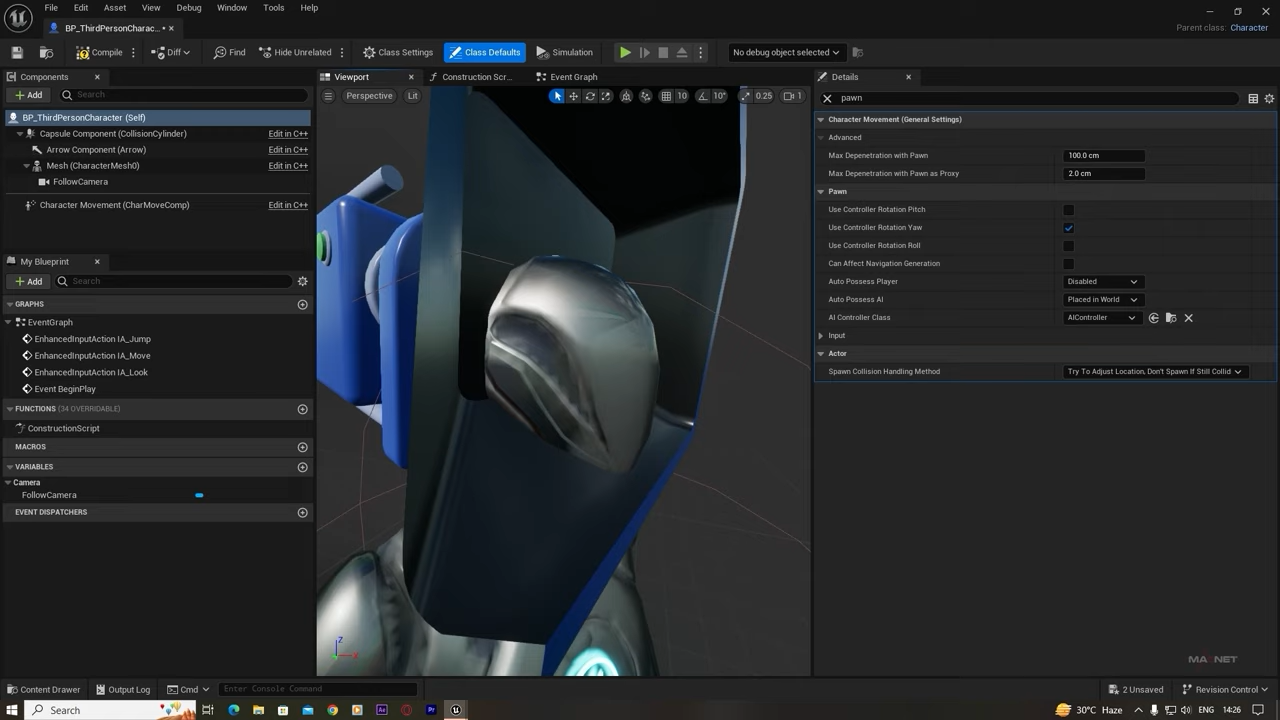 File Edit Asset View Debug Window Tools Help
BP_ThirdPersonCharac...
Parent class: Character
Compile Diff Find Hide Unrelated Class Settings Class Defaults Simulation No debug object selected
Components
Viewport
Construction Scr...
Event Graph
Details
Add Search
Perspective Lit 10 10° 0.25 1
pawn
BP_ThirdPersonCharacter (Self)
Capsule Component (CollisionCylinder) Edit in C++
Arrow Component (Arrow) Edit in C++
Mesh (CharacterMesh0) Edit in C++
FollowCamera
Character Movement (CharMoveComp) Edit in C++
My Blueprint
Add Search
GRAPHS
EventGraph
EnhancedInputAction IA_Jump
EnhancedInputAction IA_Move
EnhancedInputAction IA_Look
Event BeginPlay
FUNCTIONS (34 OVERRIDABLE)
ConstructionScript
MACROS
VARIABLES
Camera
FollowCamera
EVENT DISPATCHERS
Z
X
Character Movement (General Settings)
Advanced
Max Depenetration with Pawn 100.0 cm
Max Depenetration with Pawn as Proxy 2.0 cm
Pawn
Use Controller Rotation Pitch
Use Controller Rotation Yaw
Use Controller Rotation Roll
Can Affect Navigation Generation
Auto Possess Player Disabled
Auto Possess AI Placed in World
AI Controller Class AIController
Input
Actor
Spawn Collision Handling Method Try To Adjust Location, Don't Spawn If Still Collid
Content Drawer Output Log Cmd Enter Console Command 2 Unsaved Revision Control
Search 30°C Haze ENG 14:26